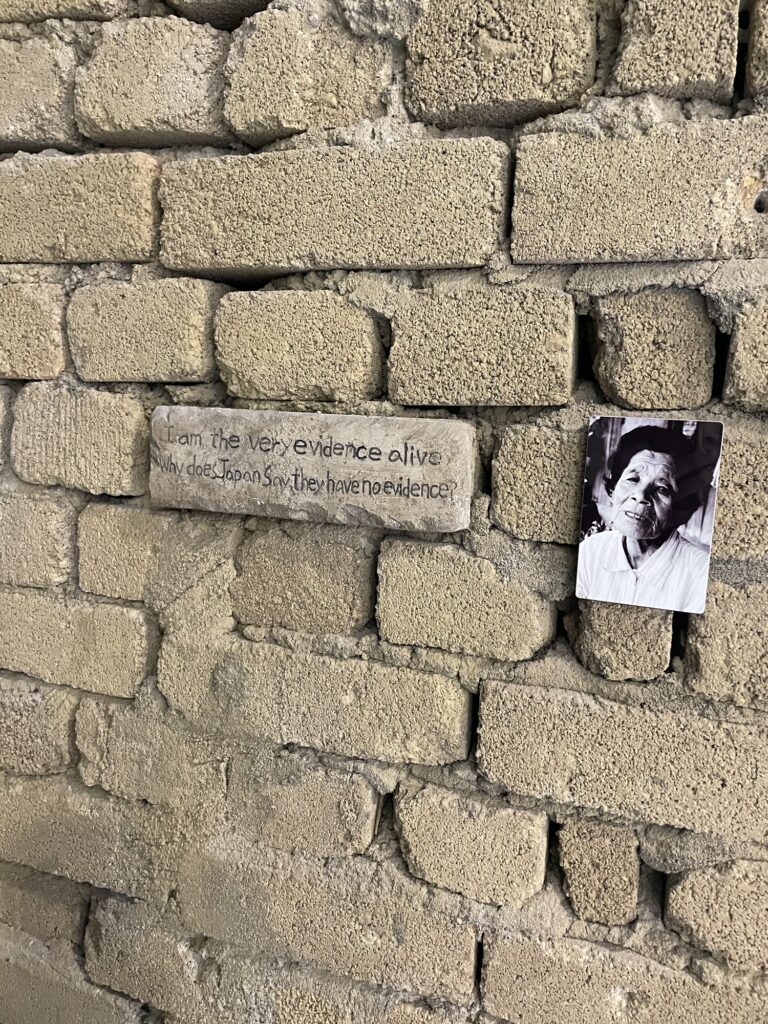 I am the very evidence alive
Why does Japan Say, they have no evidence?